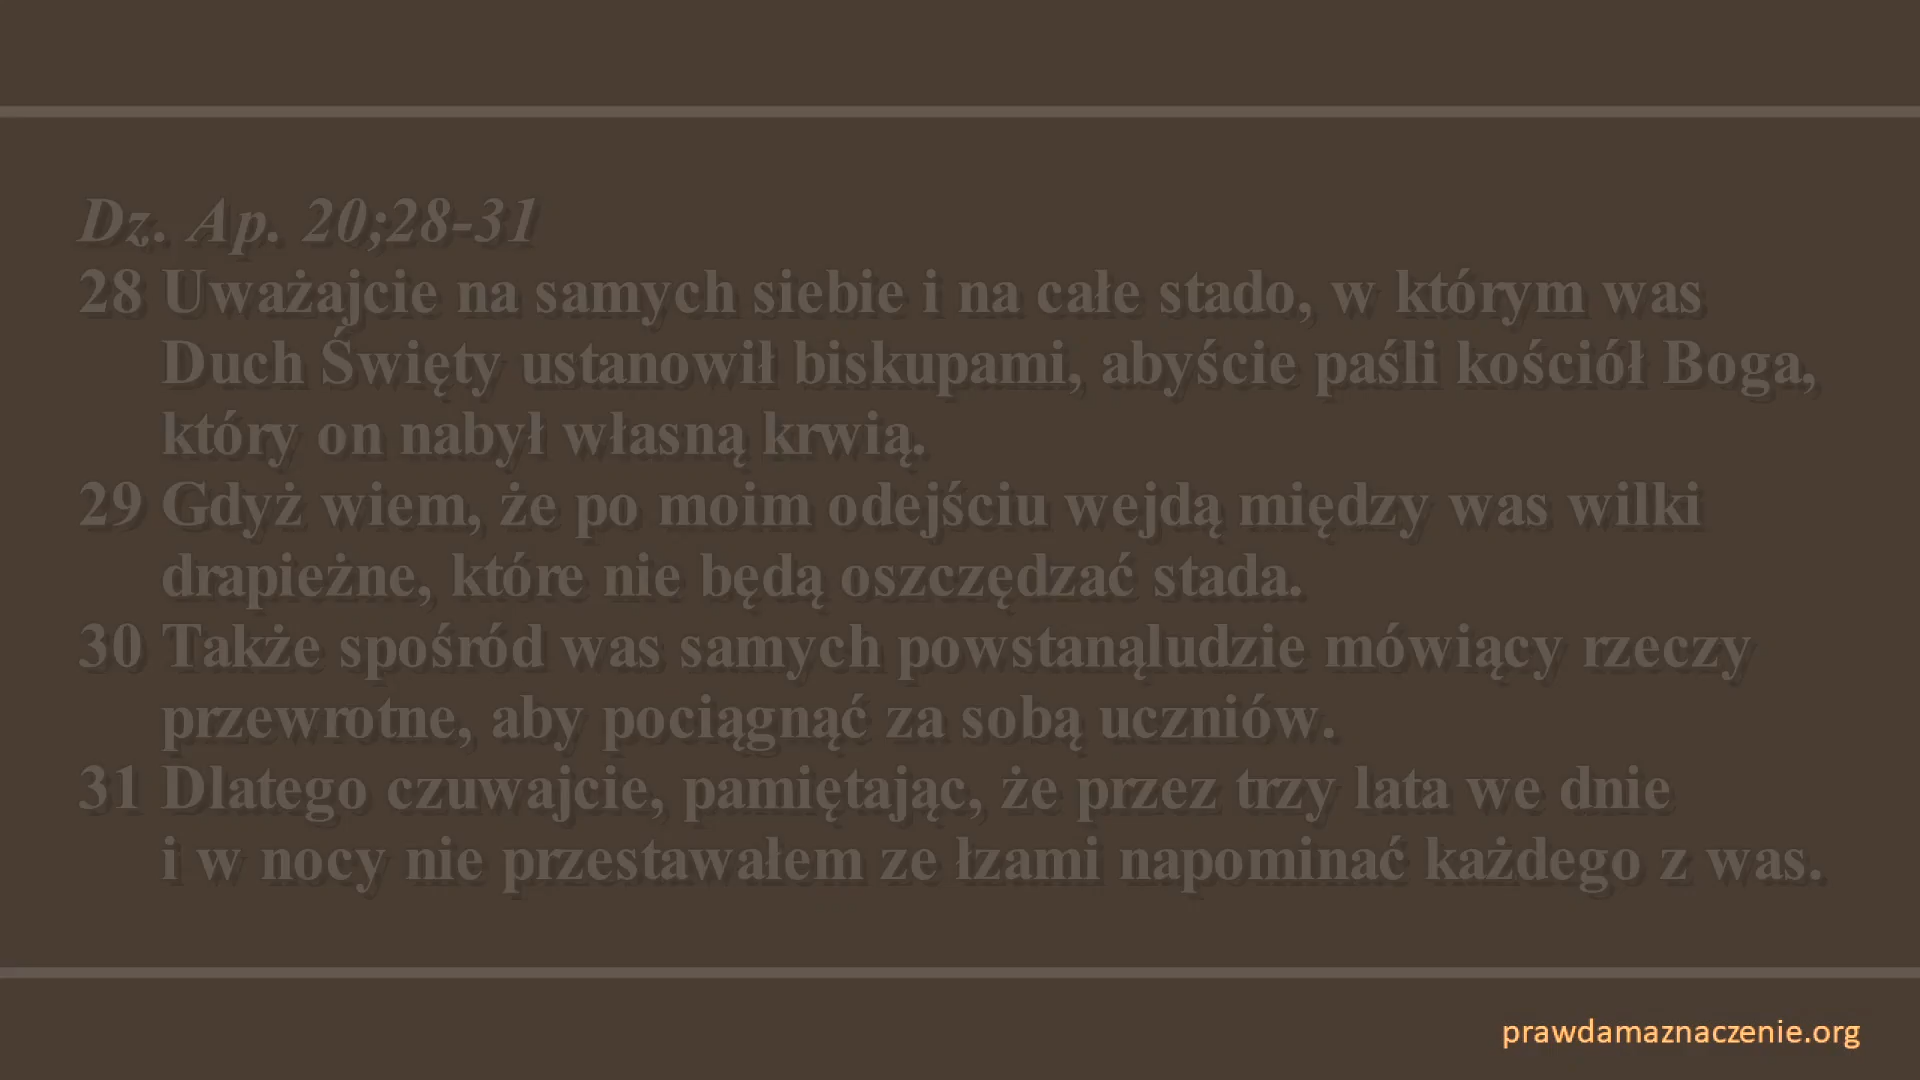 Dz. Ap. 20;28-31
28 Uważajcie na samych siebie i na całe stado, w którym was
Duch Święty ustanowił biskupami, abyście paśli kościół Boga,
który on nabył własną krwią.
29 Gdyż wiem, że po moim odejściu wejdą między was wilki
drapieżne, które nie będą oszczędzać stada.
30 Także spośród was samych powstanąludzie mówiący rzeczy
przewrotne, aby pociągnąć za sobą uczniów.
31 Dlatego czuwajcie, pamiętając, że przez trzy lata we dnie
i w nocy nie przestawałem ze łzami napominać każdego z was.
prawdamaznaczenie.org